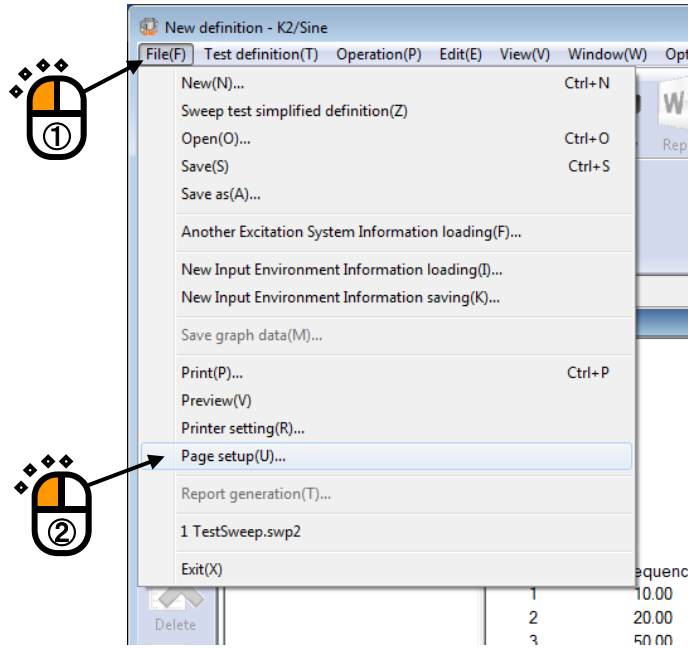 New definition - K2/Sine
File(F) Test definition(T) Operation(P) Edit(E) View(V) Window(W) Opt
①
New(N)... Ctrl+N
Sweep test simplified definition(Z)
Open(O)... Ctrl+O
Save(S) Ctrl+S
Save as(A)...
Another Excitation System Information loading(F)...
New Input Environment Information loading(I)...
New Input Environment Information saving(K)...
Save graph data(M)...
Print(P)... Ctrl+P
Preview(V)
Printer setting(R)...
Page setup(U)...
Report generation(T)...
1 TestSweep.swp2
Exit(X)
②
W
Rep
equenc
1 10.00
2 20.00
3 50.00
Delete